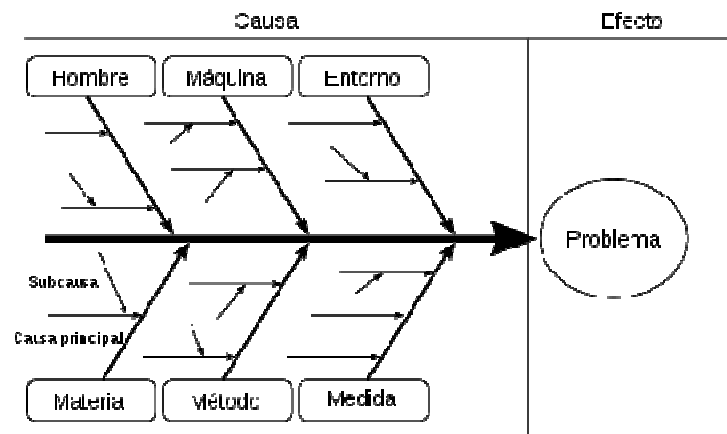 Causa
Efecto
Hombre
Máquina
Entorno
Problema
Subcausa
Causa principal
Materia
Método
Medida